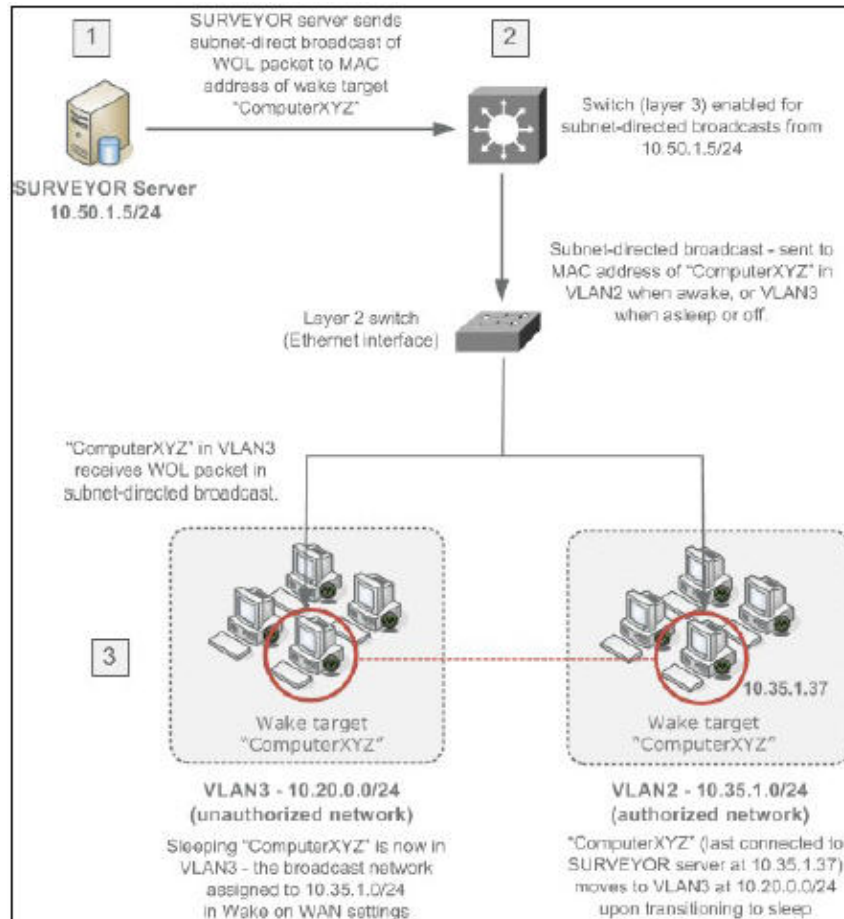 1
SURVEYOR server sends
subnet-direct broadcast of
WOL packet to MAC
address of wake target
"ComputerXYZ"
2
Switch (layer 3) enabled for
subnet-directed broadcasts from
10.50.1.5/24
SURVEYOR Server
10.50.1.5/24
Subnet-directed broadcast - sent to
MAC address of "ComputerXYZ" in
VLAN2 when awake, or VLAN3
when asleep or off.
Layer 2 switch
(Ethernet interface)
"ComputerXYZ" in VLAN3
receives WOL packet in
subnet-directed broadcast.
3
Wake target
"ComputerXYZ"
10.35.1.37
Wake target
"ComputerXYZ"
VLAN3 - 10.20.0.0/24
(unauthorized network)
Sleeping "ComputerXYZ" is now in
VLAN3 - the broadcast network
assigned to 10.35.1.0/24
in Wake on WAN settings
VLAN2 - 10.35.1.0/24
(authorized network)
"ComputerXYZ" (last connected to
SURVEYOR server at 10.35.1.37)
moves to VLAN3 at 10.20.0.0/24
upon transitioning to sleep